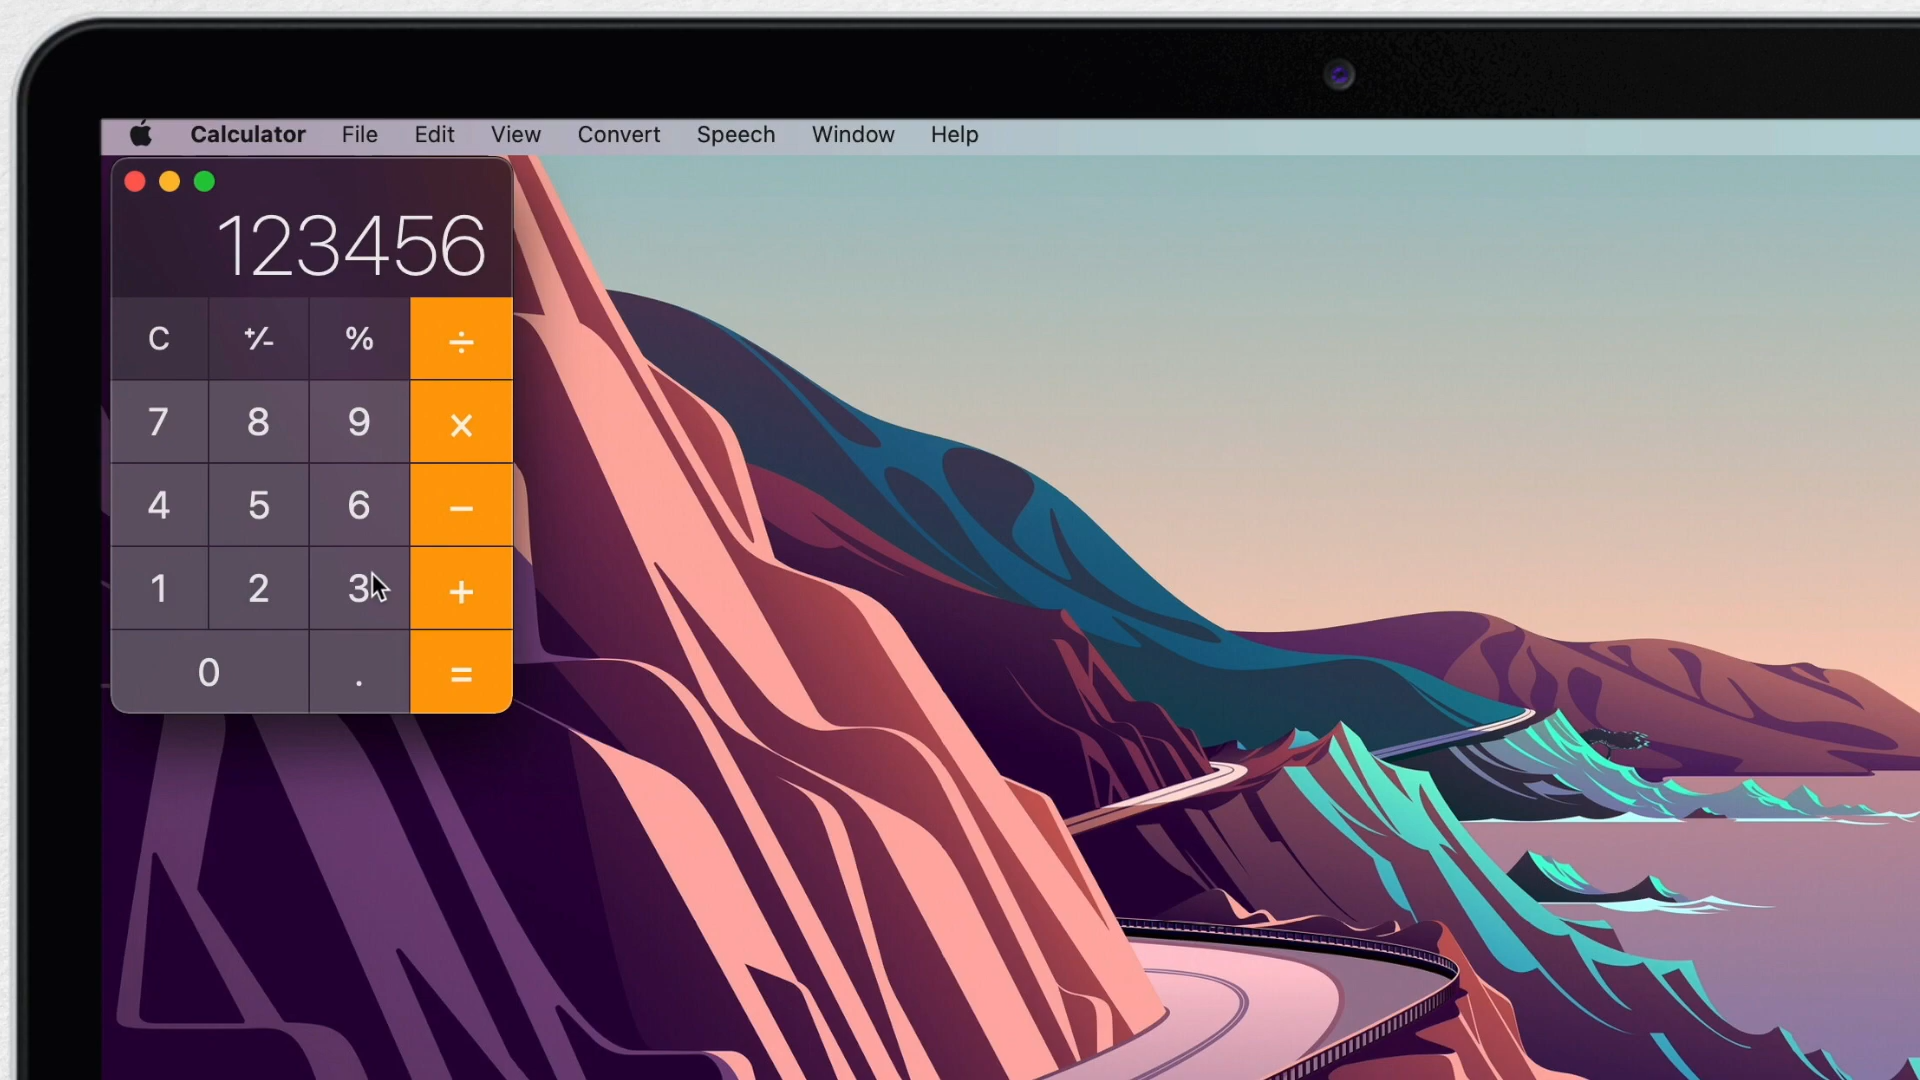 Calculator File Edit View Convert Speech Window Help
123456
C ⁺⁄₋ % ÷
7 8 9 ×
4 5 6 −
1 2 3 +
0 . =